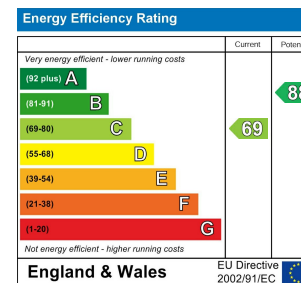 Energy Efficiency Rating
Current
Very energy efficient - lower running costs
(92 plus) A
(81-91) B
(69-80) C
(55-68) D
(39-54) E
(21-38) F
(1-20) G
69
Not energy efficient - higher running costs
England & Wales
EU Directive
2002/91/EC